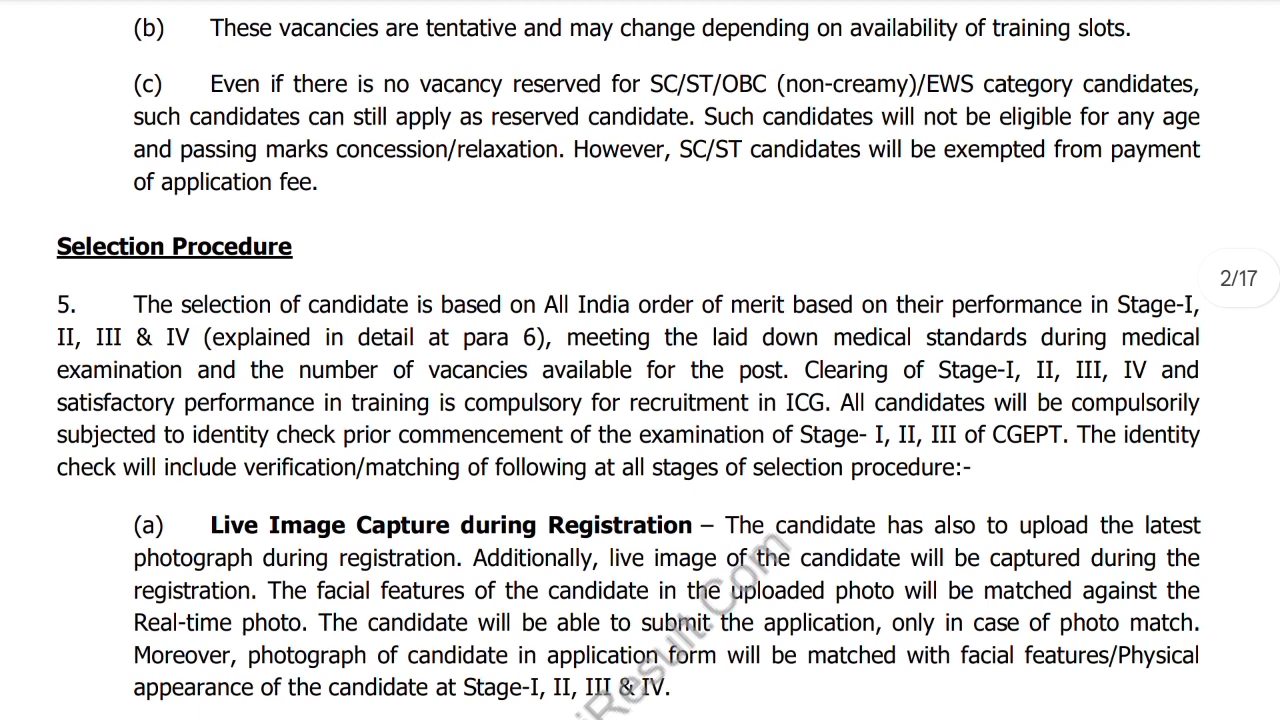 (b) These vacancies are tentative and may change depending on availability of training slots.
(c) Even if there is no vacancy reserved for SC/ST/OBC (non-creamy)/EWS category candidates,
such candidates can still apply as reserved candidate. Such candidates will not be eligible for any age
and passing marks concession/relaxation. However, SC/ST candidates will be exempted from payment
of application fee.
Selection Procedure
2/17
5. The selection of candidate is based on All India order of merit based on their performance in Stage-I,
II, III & IV (explained in detail at para 6), meeting the laid down medical standards during medical
examination and the number of vacancies available for the post. Clearing of Stage-I, II, III, IV and
satisfactory performance in training is compulsory for recruitment in ICG. All candidates will be compulsorily
subjected to identity check prior commencement of the examination of Stage- I, II, III of CGEPT. The identity
check will include verification/matching of following at all stages of selection procedure:-
(a) Live Image Capture during Registration – The candidate has also to upload the latest
photograph during registration. Additionally, live image of the candidate will be captured during the
registration. The facial features of the candidate in the uploaded photo will be matched against the
Real-time photo. The candidate will be able to submit the application, only in case of photo match.
Moreover, photograph of candidate in application form will be matched with facial features/Physical
appearance of the candidate at Stage-I, II, III & IV.
iResult.Com